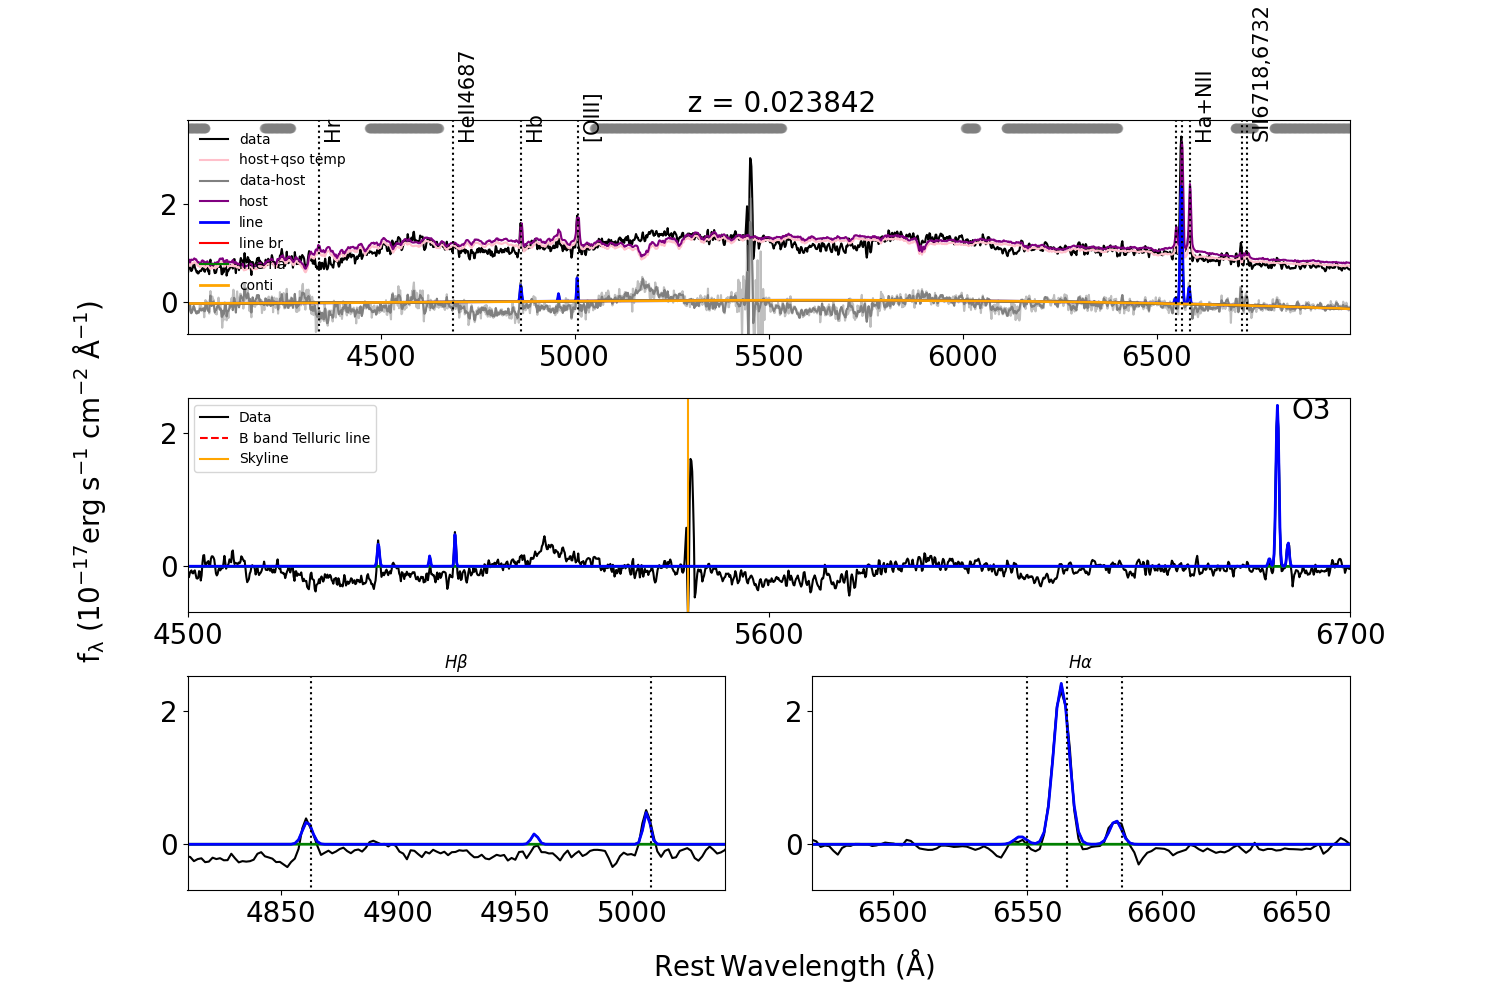 z = 0.023842
Hr
HeII4687
Hb
[OIII]
Ha+NII
SII6718,6732
data
host+qso temp
data-host
host
line
line br
conti
2
0
4500
5000
5500
6000
6500
Data
B band Telluric line
Skyline
O3
2
0
4500
5600
6700
fλ (10⁻¹⁷erg s⁻¹ cm⁻² Å⁻¹)
Hβ
2
0
4850
4900
4950
5000
Hα
2
0
6500
6550
6600
6650
Rest Wavelength (Å)